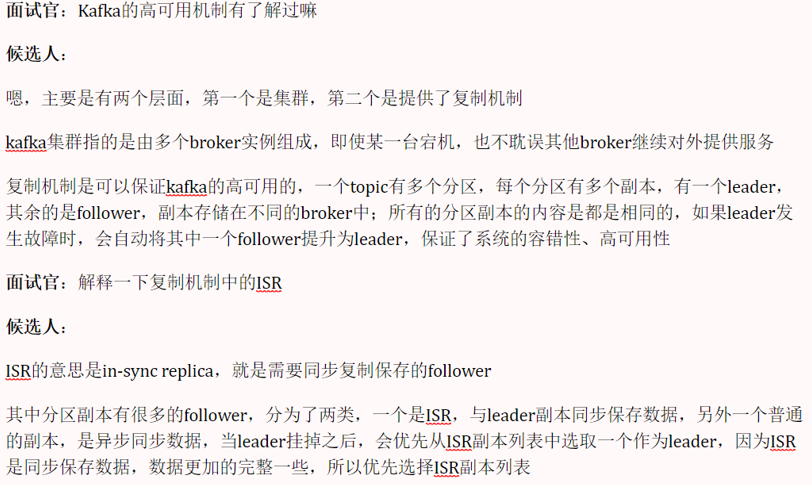 面试官：Kafka的高可用机制有了解过嘛
候选人：
嗯，主要是有两个层面，第一个是集群，第二个是提供了复制机制
kafka集群指的是由多个broker实例组成，即使某一台宕机，也不耽误其他broker继续对外提供服务
复制机制是可以保证kafka的高可用的，一个topic有多个分区，每个分区有多个副本，有一个leader，
其余的是follower，副本存储在不同的broker中；所有的分区副本的内容是都是相同的，如果leader发
生故障时，会自动将其中一个follower提升为leader，保证了系统的容错性、高可用性
面试官：解释一下复制机制中的ISR
候选人：
ISR的意思是in-sync replica，就是需要同步复制保存的follower
其中分区副本有很多的follower，分为了两类，一个是ISR，与leader副本同步保存数据，另外一个普通
的副本，是异步同步数据，当leader挂掉之后，会优先从ISR副本列表中选取一个作为leader，因为ISR
是同步保存数据，数据更加的完整一些，所以优先选择ISR副本列表